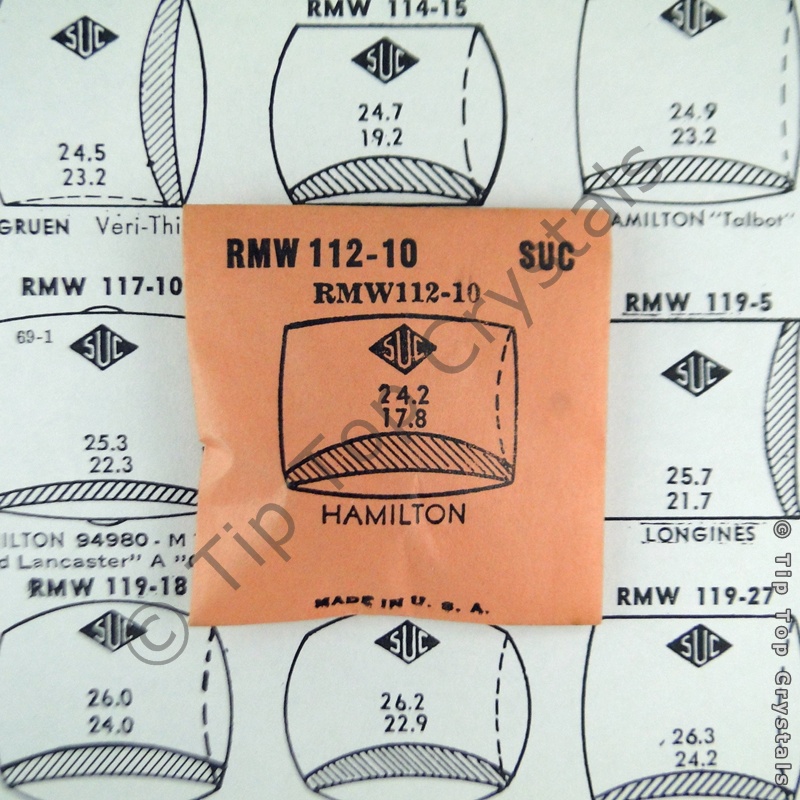 SUC
24.5
23.2
GRUEN Veri-Thi
RMW 114-15
SUC
24.7
19.2
SUC
24.9
23.2
AMILTON "Talbot"
RMW 117-10
69-1
SUC
25.3
22.3
ILTON 94980-M
d Lancaster" A "
RMW 112-10 SUC
RMW112-10
SUC
24.2
17.8
HAMILTON
MADE IN U. S. A.
RMW 119-5
SUC
25.7
21.7
LONGINES
RMW 119-18
SUC
26.0
24.0
SUC
26.2
22.9
RMW 119-27
SUC
26.3
24.2
© Tip Top Crystals
© Tip Top Crystals